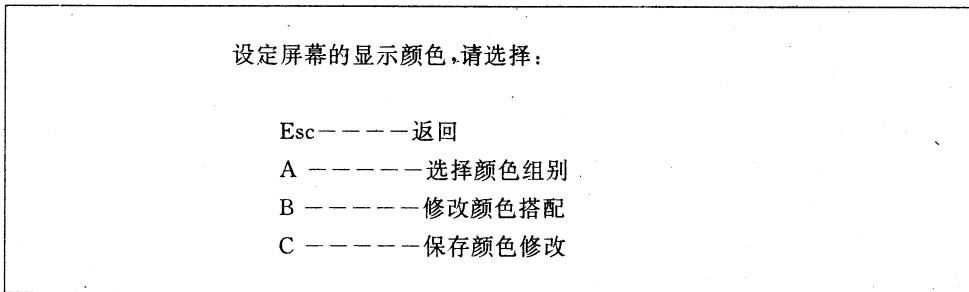 设定屏幕的显示颜色,请选择:
Esc－－－－返回
A －－－－－选择颜色组别
B －－－－－修改颜色搭配
C －－－－－保存颜色修改